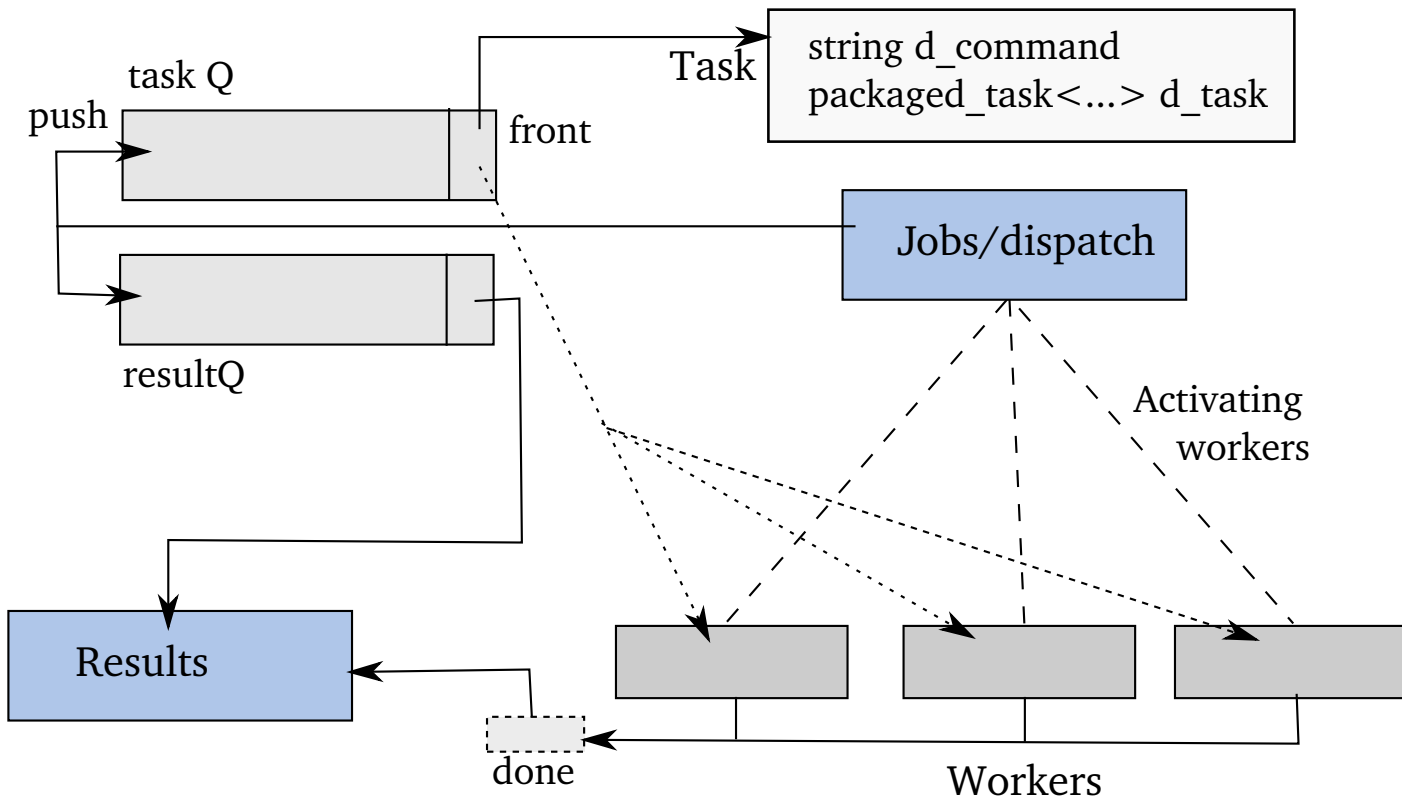 task Q
push
front
Task
string d_command
packaged_task<...> d_task
Jobs/dispatch
resultQ
Activating
workers
Results
done
Workers